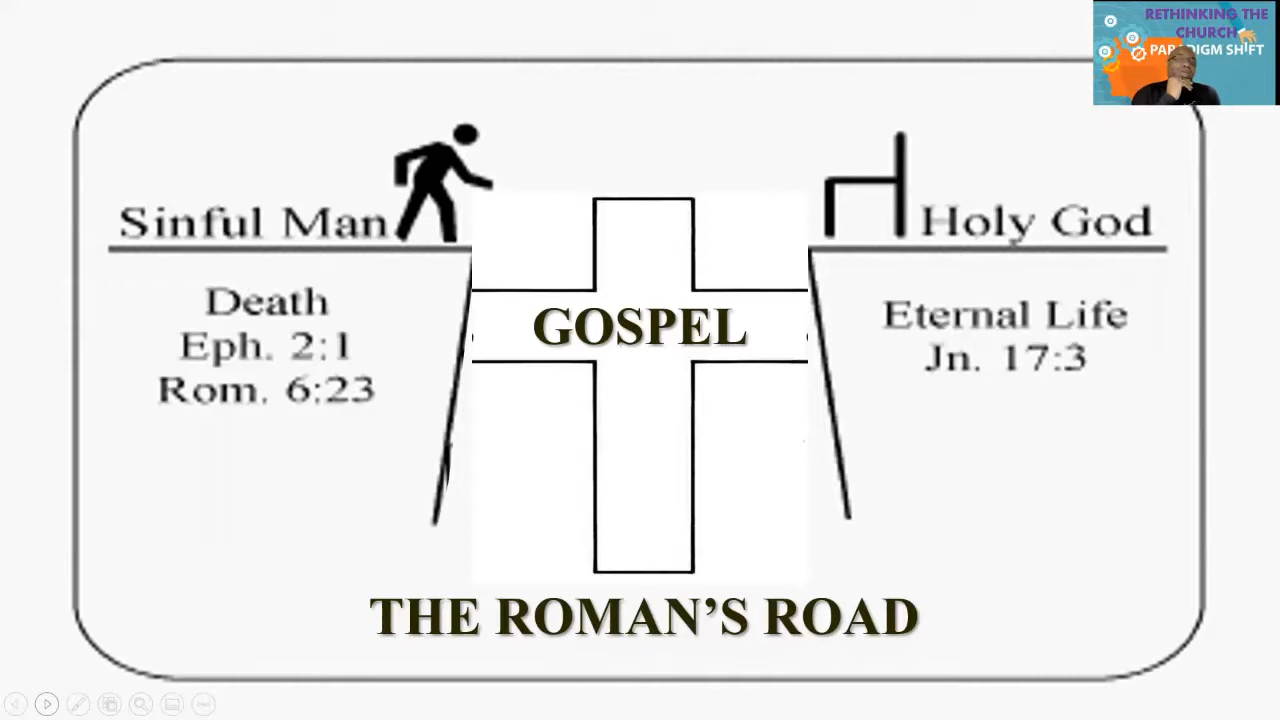 RETHINKING THE
CHURCH
PARADIGM SHIFT
Sinful Man
Holy God
Death
Eph. 2:1
Rom. 6:23
GOSPEL
Eternal Life
Jn. 17:3
THE ROMAN’S ROAD